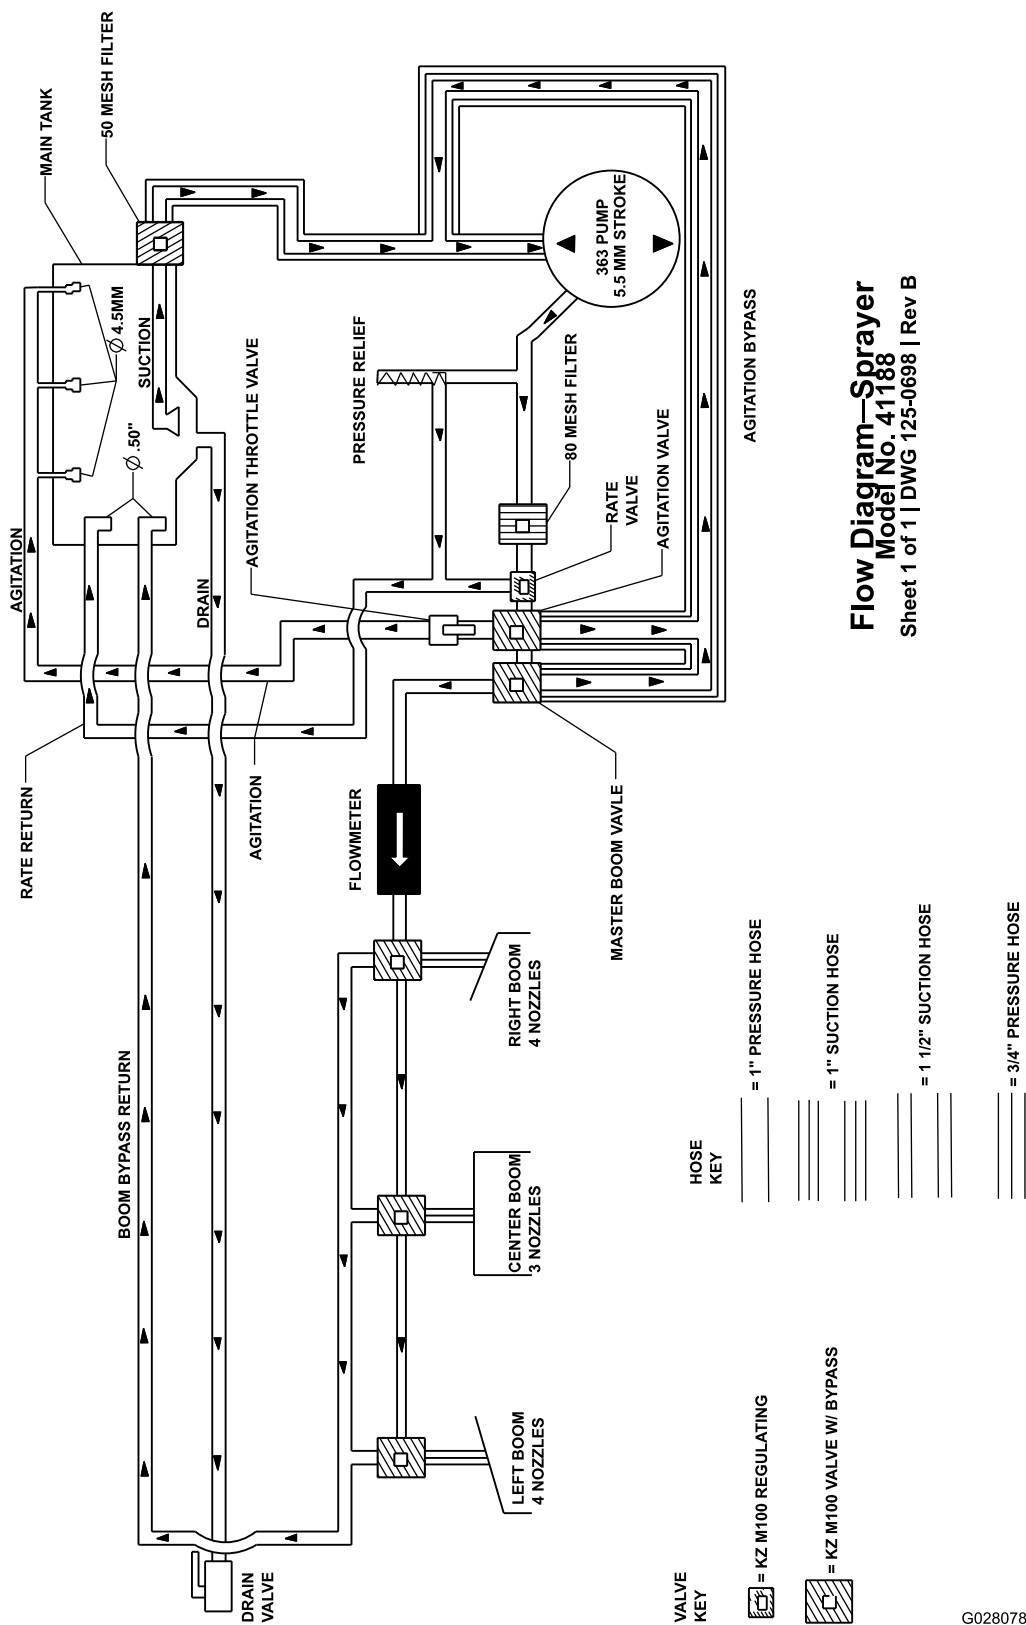 50 MESH FILTER
MAIN TANK
Ø 4.5MM
SUCTION
Ø .50"
AGITATION
DRAIN
AGITATION THROTTLE VALVE
PRESSURE RELIEF
363 PUMP
5.5 MM STROKE
80 MESH FILTER
RATE
VALVE
AGITATION VALVE
AGITATION BYPASS
RATE RETURN
AGITATION
FLOWMETER
MASTER BOOM VAVLE
RIGHT BOOM
4 NOZZLES
BOOM BYPASS RETURN
CENTER BOOM
3 NOZZLES
LEFT BOOM
4 NOZZLES
DRAIN
VALVE
Flow Diagram—Sprayer
Model No. 41188
Sheet 1 of 1 | DWG 125-0698 | Rev B
HOSE
KEY
= 1" PRESSURE HOSE
= 1" SUCTION HOSE
= 1 1/2" SUCTION HOSE
= 3/4" PRESSURE HOSE
VALVE
KEY
= KZ M100 REGULATING
= KZ M100 VALVE W/ BYPASS
G028078